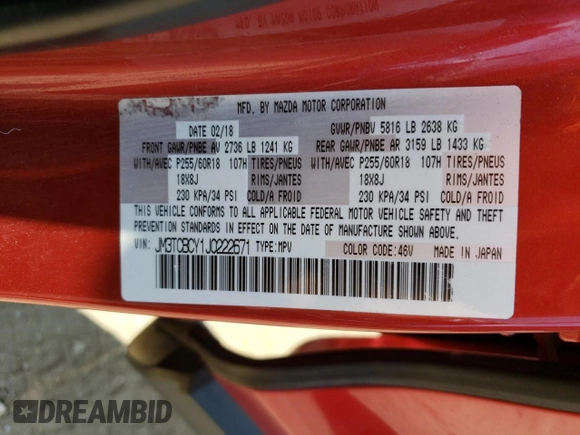 MFD. BY MAZDA MOTOR CORPORATION
DATE 02/18 GVWR/PNBV 5816 LB 2638 KG
FRONT GAWR/PNBE AV 2736 LB 1241 KG REAR GAWR/PNBE AR 3159 LB 1433 KG
WITH/AVEC P255/60R18 107H TIRES/PNEUS WITH/AVEC P255/60R18 107H TIRES/PNEUS
18X8J RIMS/JANTES 18X8J RIMS/JANTES
230 KPA/34 PSI COLD/A FROID 230 KPA/34 PSI COLD/A FROID
THIS VEHICLE CONFORMS TO ALL APPLICABLE FEDERAL MOTOR VEHICLE SAFETY AND THEFT
PREVENTION STANDARDS IN EFFECT ON THE DATE OF MANUFACTURE SHOWN ABOVE.
VIN: JM3TCBCY1J0222571 TYPE:MPV COLOR CODE:46V MADE IN JAPAN
DREAMBID